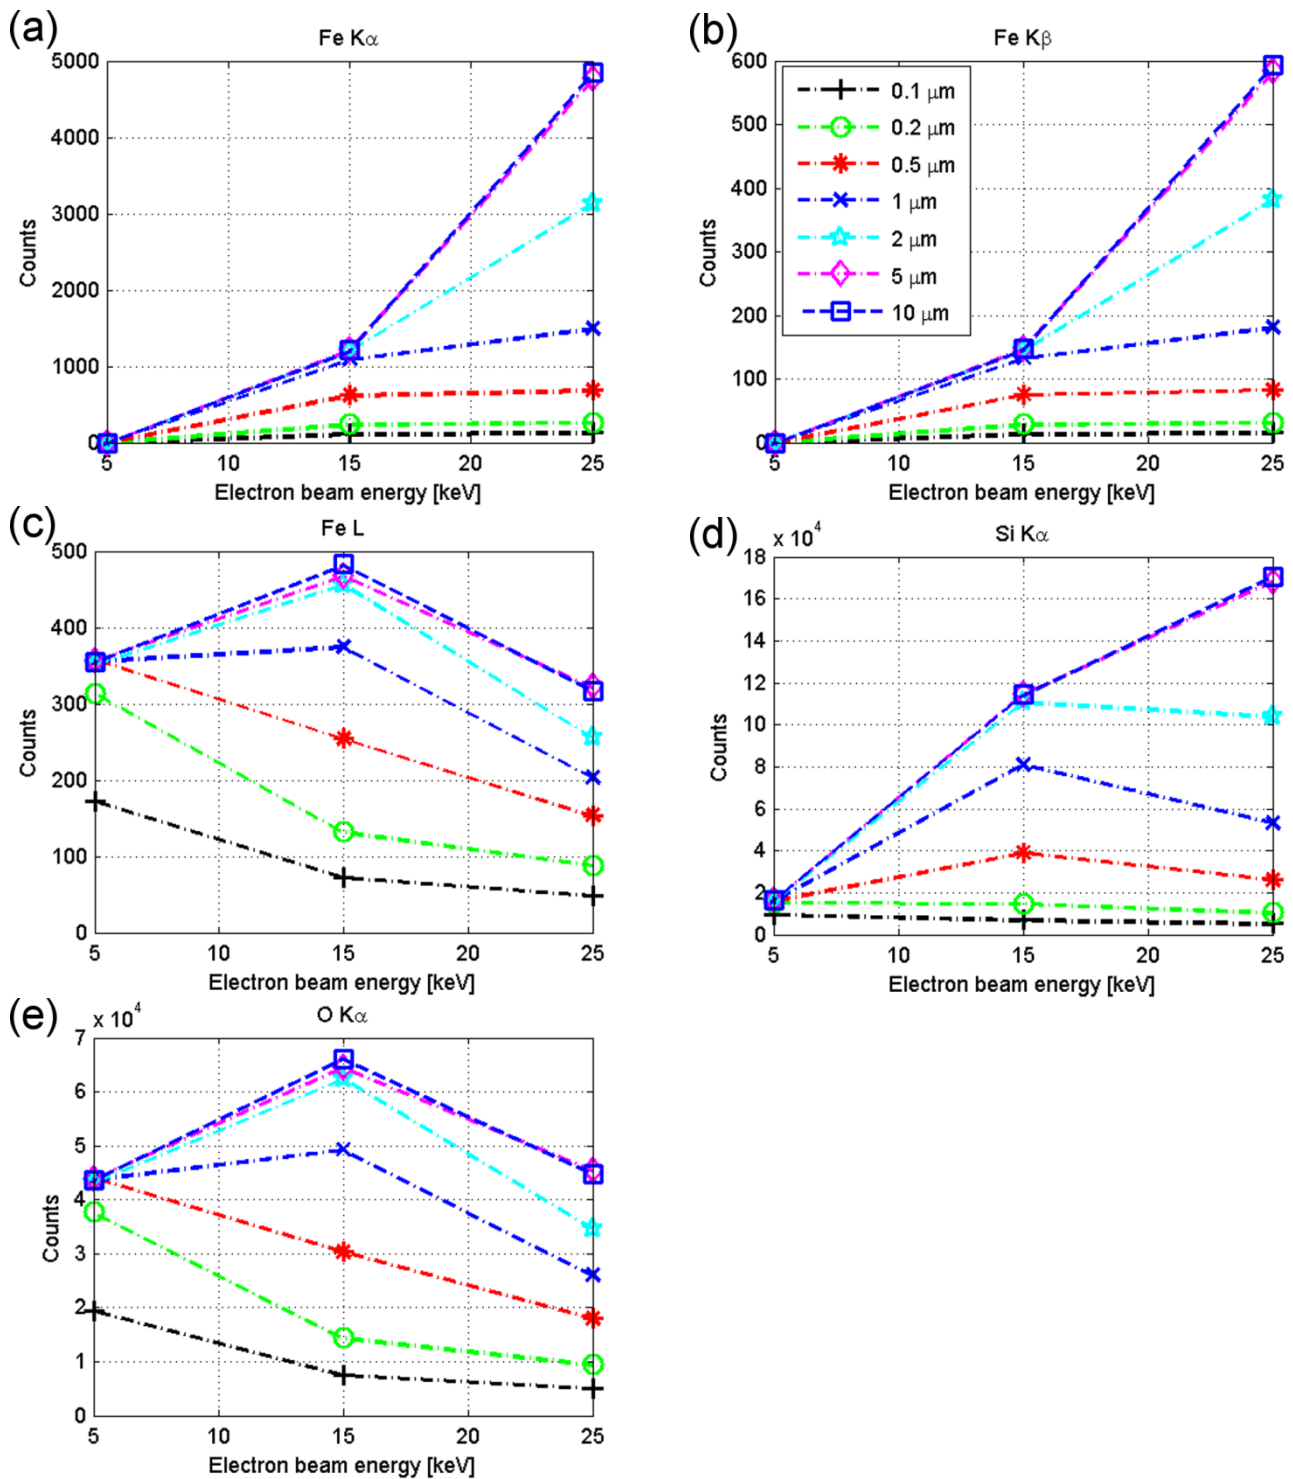 (a)
Fe Kα
5000
4000
3000
2000
1000
0
Counts
5 10 15 20 25
Electron beam energy [keV]
(b)
Fe Kβ
600
500
400
300
200
100
0
Counts
0.1 μm
0.2 μm
0.5 μm
1 μm
2 μm
5 μm
10 μm
5 10 15 20 25
Electron beam energy [keV]
(c)
Fe L
500
400
300
200
100
0
Counts
5 10 15 20 25
Electron beam energy [keV]
(d)
x 10⁴
Si Kα
18
16
14
12
10
8
6
4
2
0
Counts
5 10 15 20 25
Electron beam energy [keV]
(e)
x 10⁴
O Kα
7
6
5
4
3
2
1
0
Counts
5 10 15 20 25
Electron beam energy [keV]